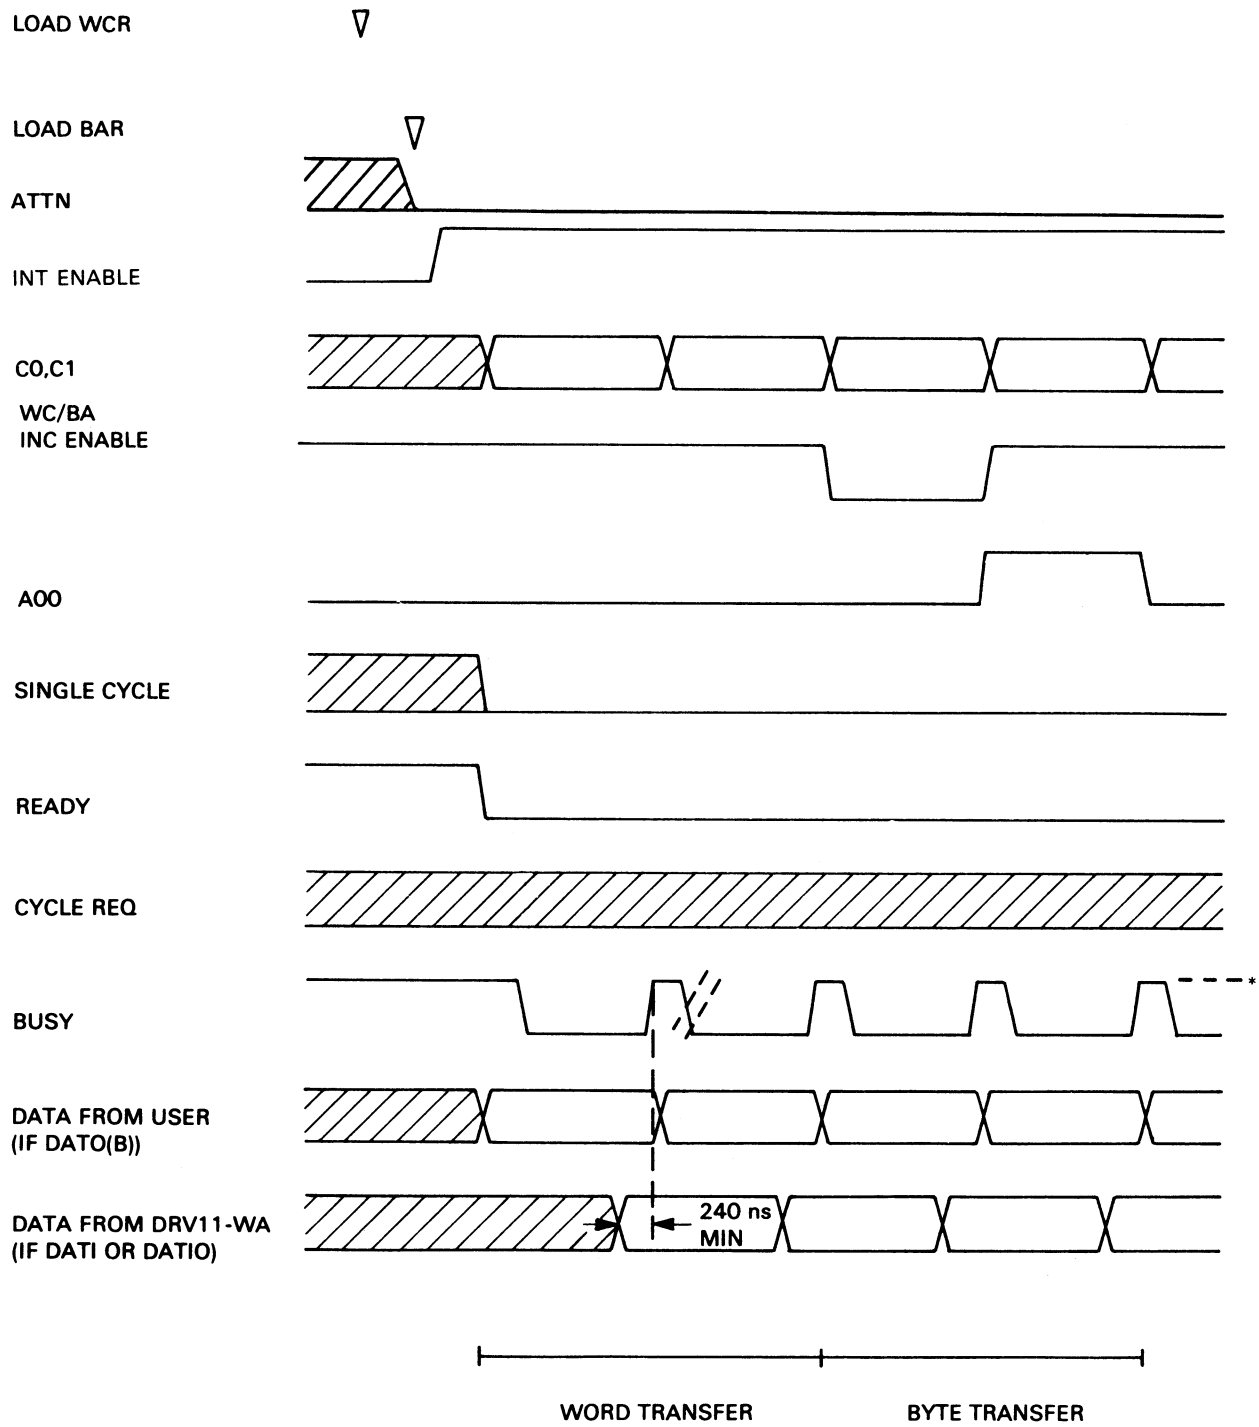 LOAD WCR
LOAD BAR
ATTN
INT ENABLE
C0,C1
WC/BA
INC ENABLE
A00
SINGLE CYCLE
READY
CYCLE REQ
*
BUSY
DATA FROM USER
(IF DATO(B))
DATA FROM DRV11-WA
(IF DATI OR DATIO)
240 ns
MIN
WORD TRANSFER
BYTE TRANSFER